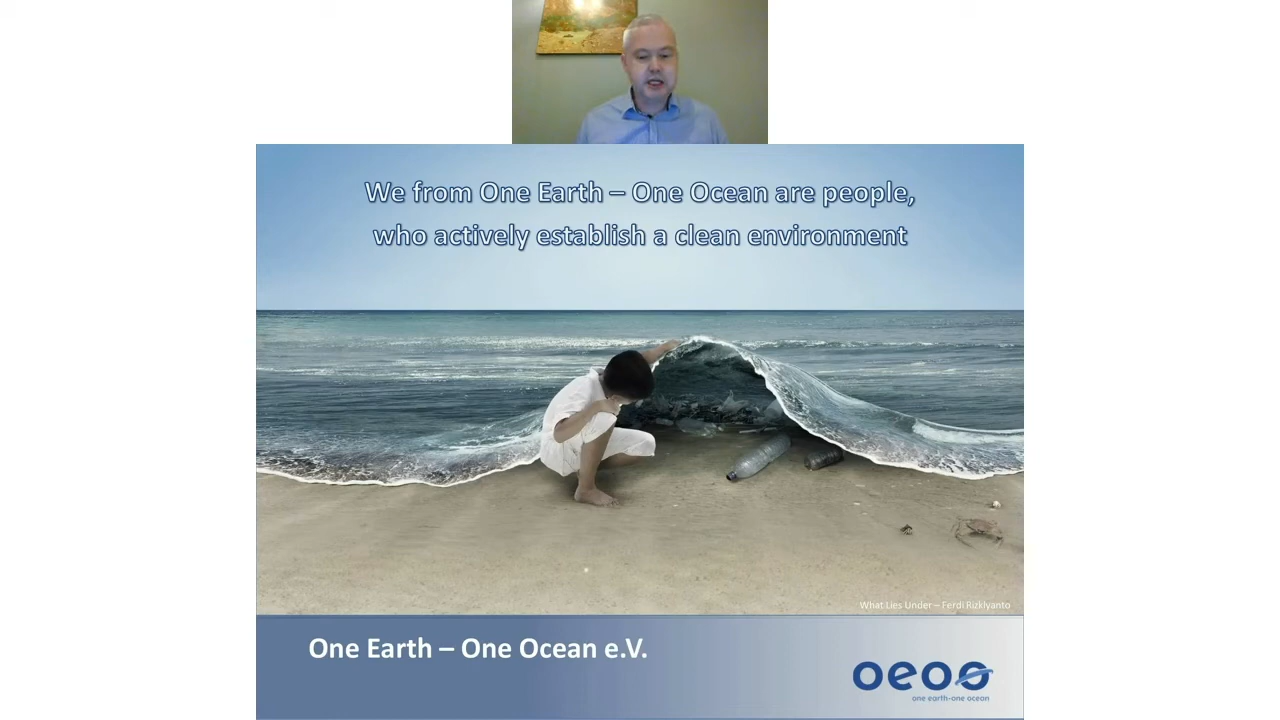 We from One Earth – One Ocean are people,
who actively establish a clean environment
What Lies Under – Ferdi Rizkiyanto
One Earth – One Ocean e.V.
oeoo
one earth-one ocean